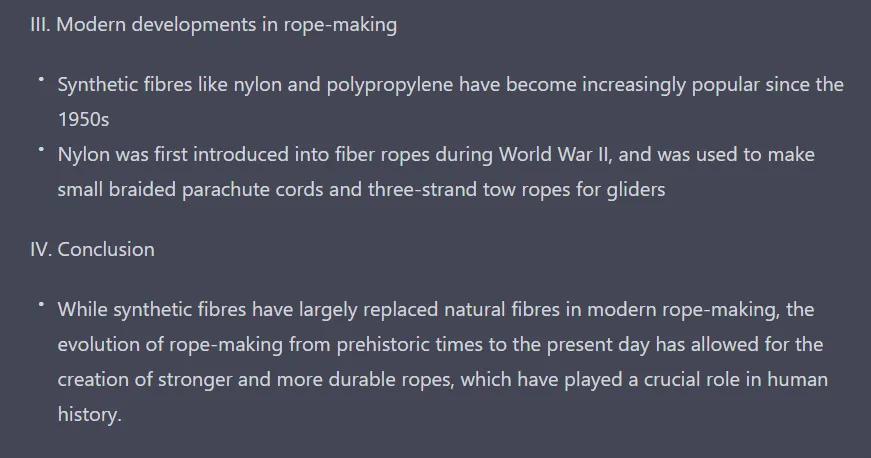 III. Modern developments in rope-making
• Synthetic fibres like nylon and polypropylene have become increasingly popular since the
1950s
• Nylon was first introduced into fiber ropes during World War II, and was used to make
small braided parachute cords and three-strand tow ropes for gliders
IV. Conclusion
• While synthetic fibres have largely replaced natural fibres in modern rope-making, the
evolution of rope-making from prehistoric times to the present day has allowed for the
creation of stronger and more durable ropes, which have played a crucial role in human
history.